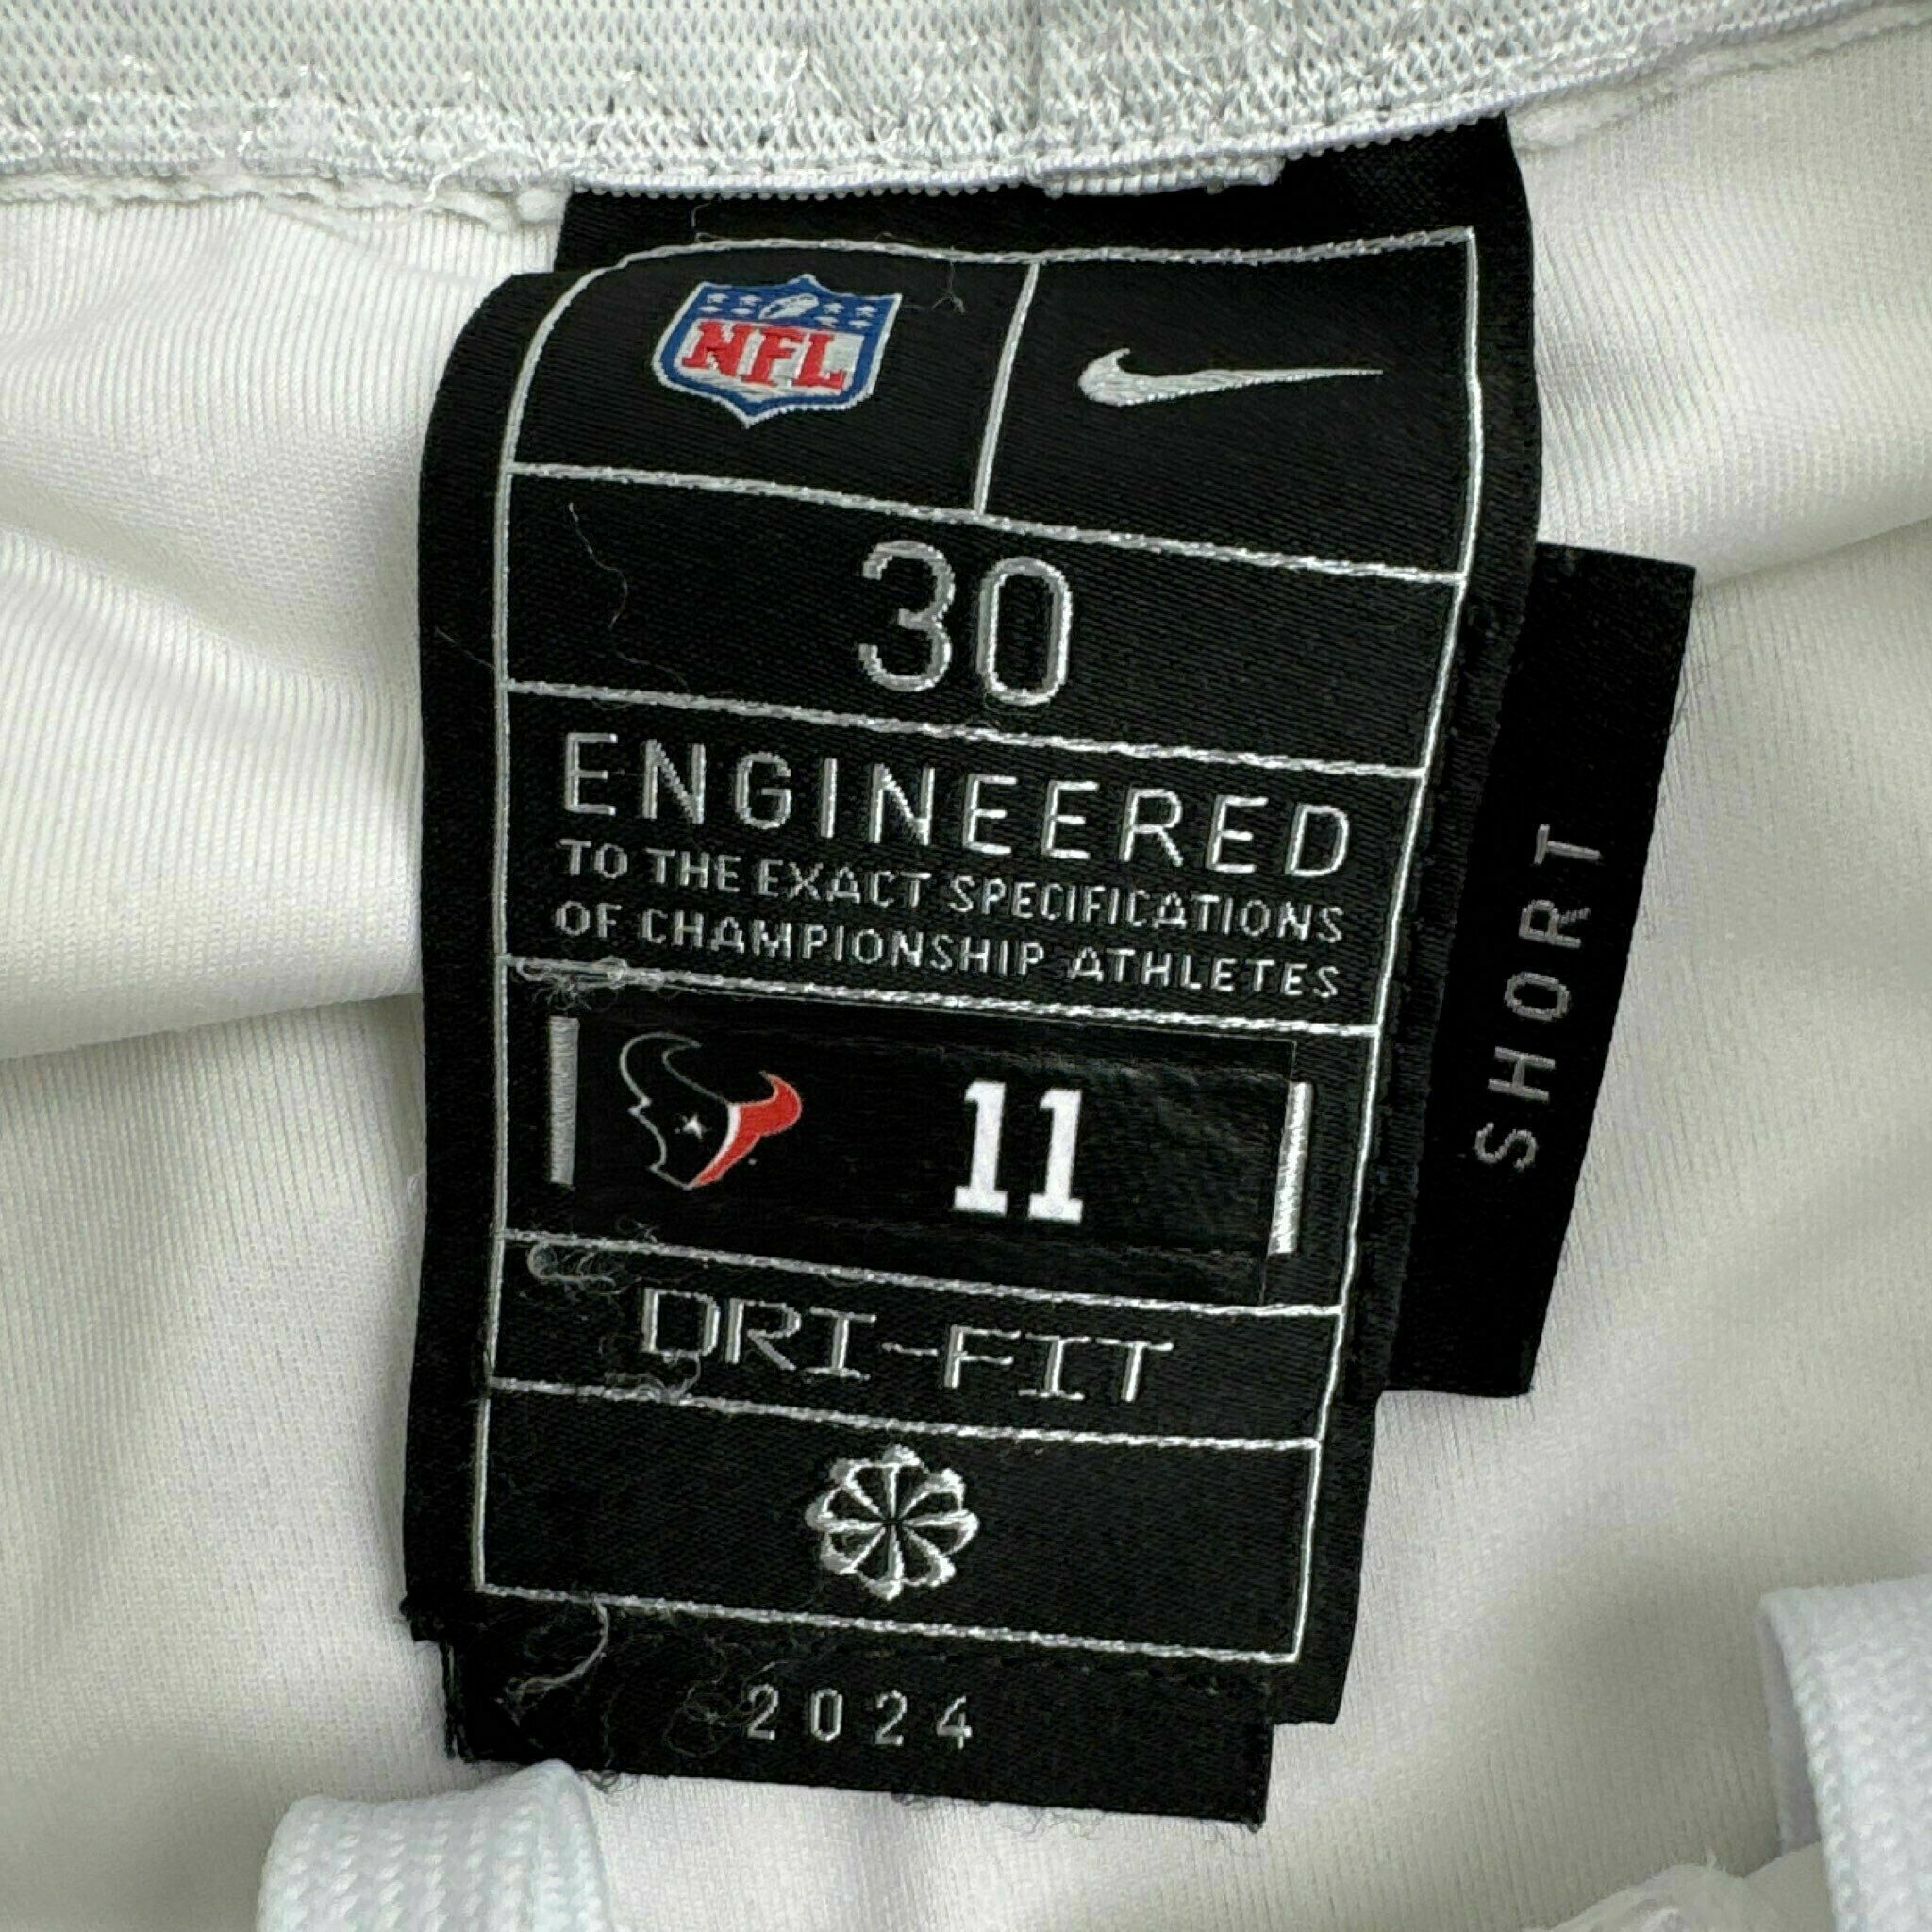 NFL
30
ENGINEERED
TO THE EXACT SPECIFICATIONS
OF CHAMPIONSHIP ATHLETES
11
DRI-FIT
2024
SHORT